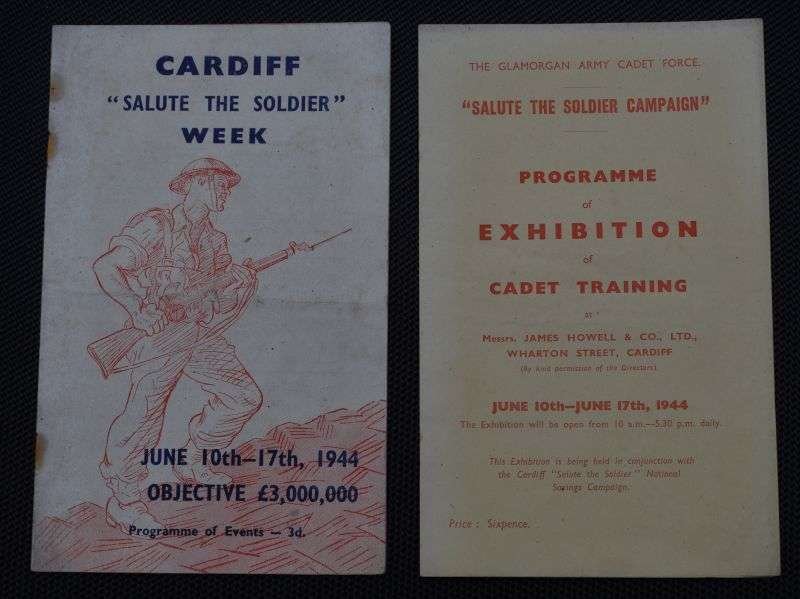 CARDIFF
"SALUTE THE SOLDIER"
WEEK
JUNE 10th—17th, 1944
OBJECTIVE £3,000,000
Programme of Events — 3d.
THE GLAMORGAN ARMY CADET FORCE.
"SALUTE THE SOLDIER CAMPAIGN"
PROGRAMME
of
EXHIBITION
of
CADET TRAINING
at
Messrs. JAMES HOWELL & CO., LTD.,
WHARTON STREET, CARDIFF
(By kind permission of the Directors).
JUNE 10th—JUNE 17th, 1944
The Exhibition will be open from 10 a.m.—5.30 p.m. daily.
This Exhibition is being held in conjunction with
the Cardiff "Salute the Soldier" National
Savings Campaign.
Price : Sixpence.